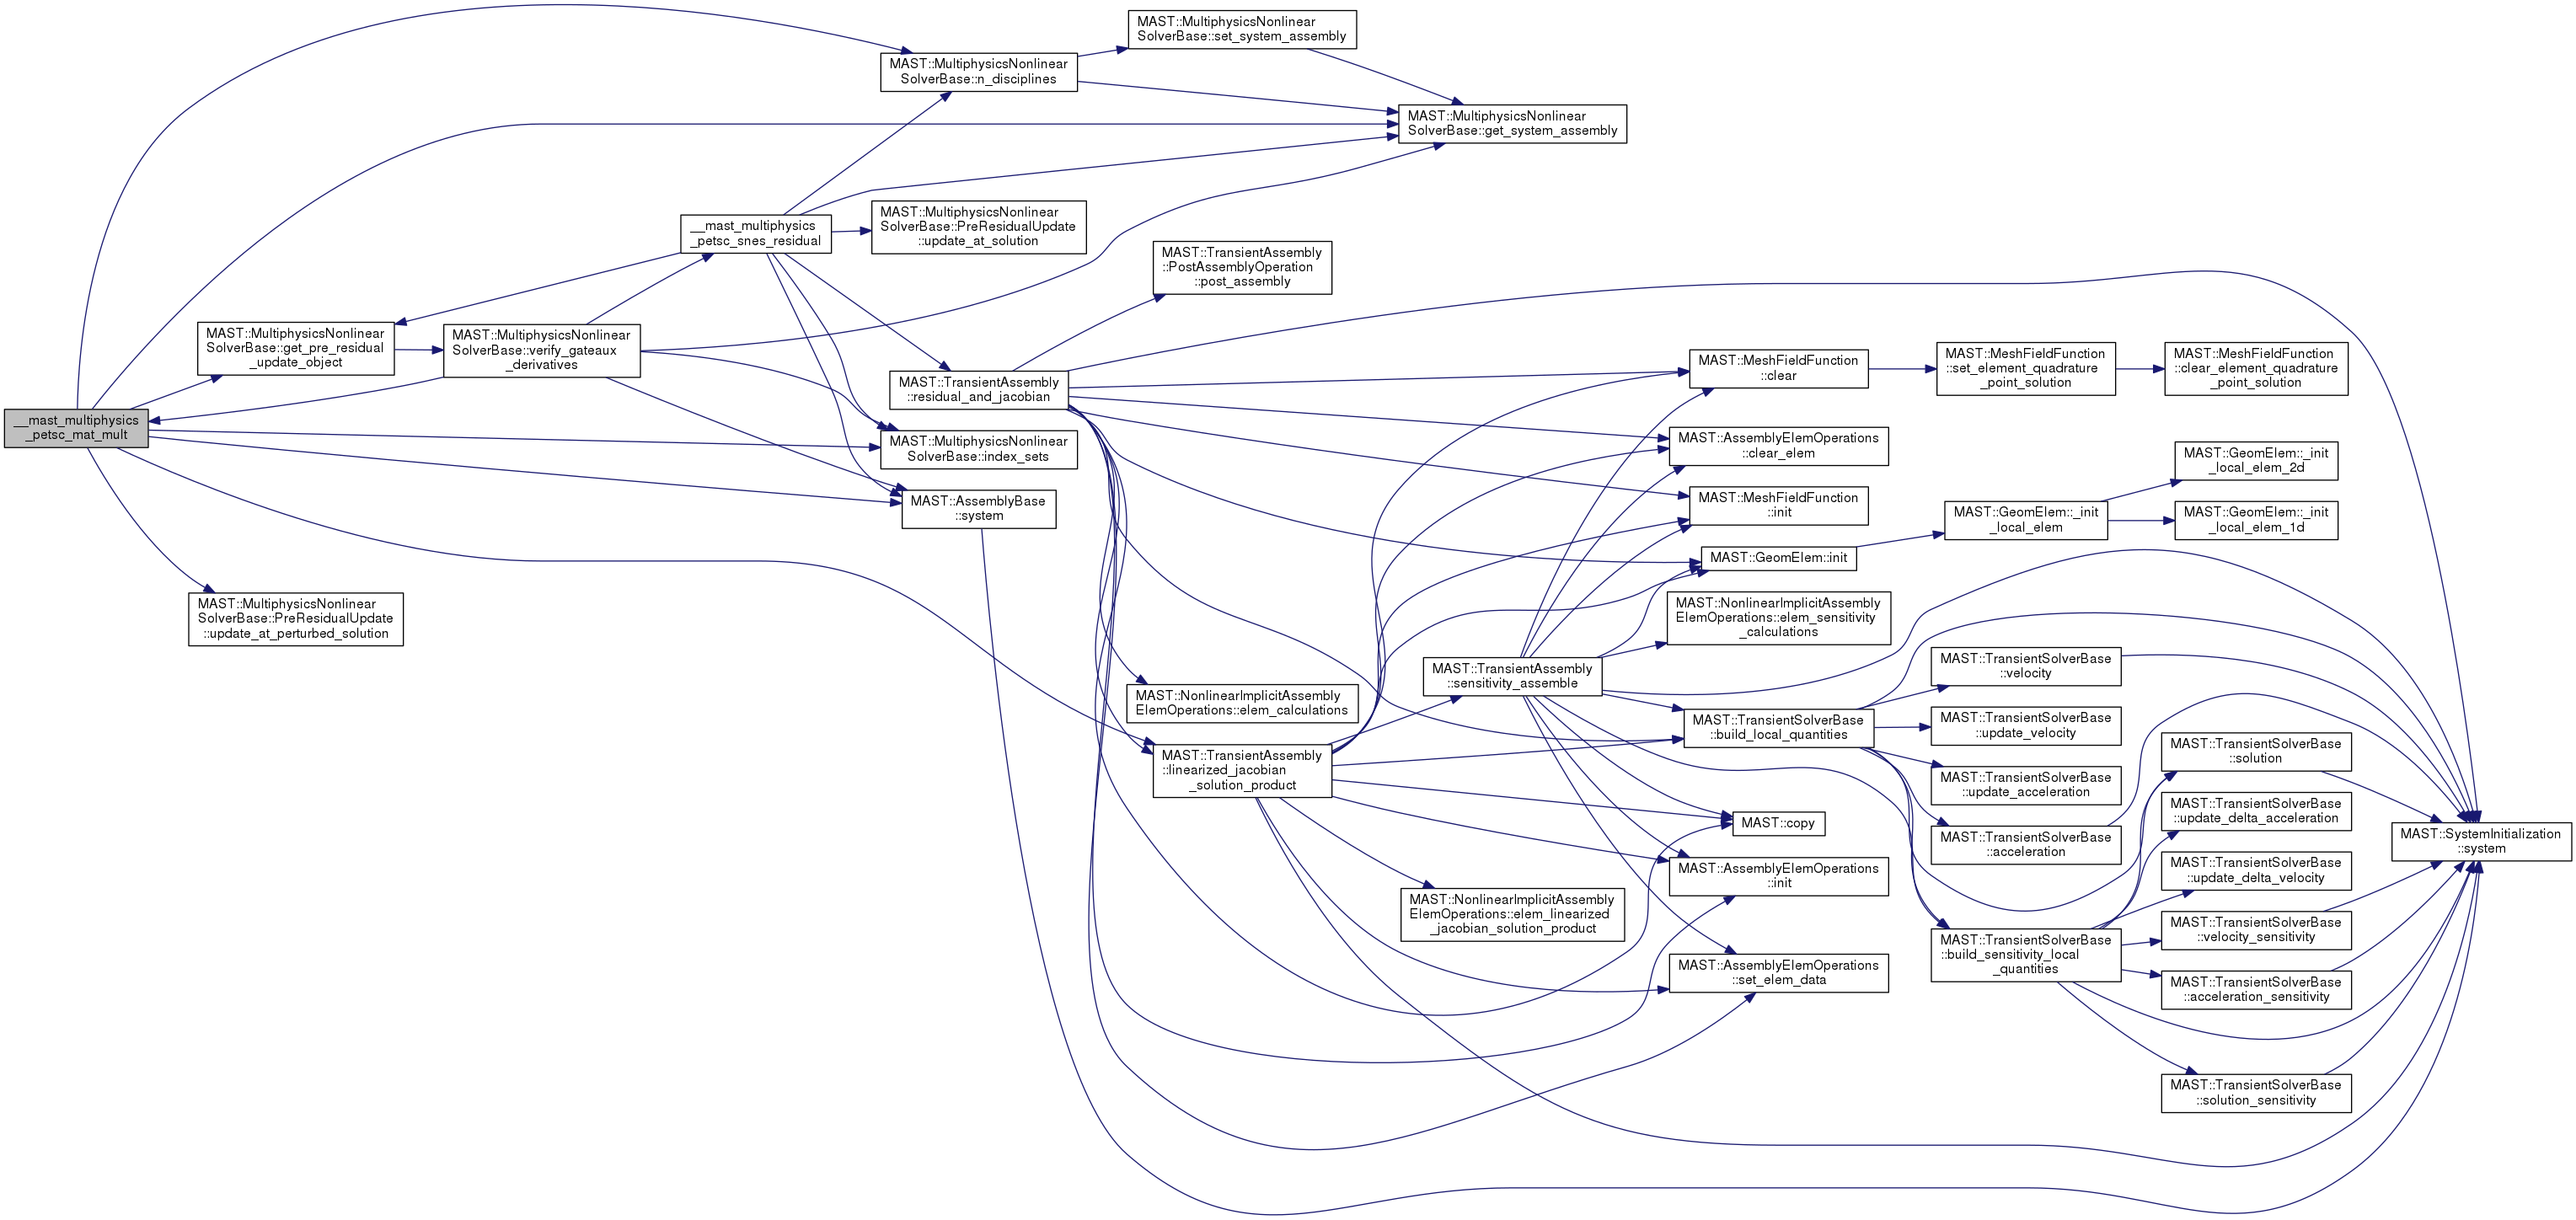 __mast_multiphysics
_petsc_mat_mult
MAST::MultiphysicsNonlinear
SolverBase::get_pre_residual
_update_object
MAST::MultiphysicsNonlinear
SolverBase::PreResidualUpdate
::update_at_perturbed_solution
MAST::MultiphysicsNonlinear
SolverBase::verify_gateaux
_derivatives
__mast_multiphysics
_petsc_snes_residual
MAST::MultiphysicsNonlinear
SolverBase::n_disciplines
MAST::MultiphysicsNonlinear
SolverBase::PreResidualUpdate
::update_at_solution
MAST::TransientAssembly
::residual_and_jacobian
MAST::MultiphysicsNonlinear
SolverBase::index_sets
MAST::AssemblyBase
::system
MAST::MultiphysicsNonlinear
SolverBase::set_system_assembly
MAST::TransientAssembly
::PostAssemblyOperation
::post_assembly
MAST::NonlinearImplicitAssembly
ElemOperations::elem_calculations
MAST::TransientAssembly
::linearized_jacobian
_solution_product
MAST::MultiphysicsNonlinear
SolverBase::get_system_assembly
MAST::TransientAssembly
::sensitivity_assemble
MAST::NonlinearImplicitAssembly
ElemOperations::elem_linearized
_jacobian_solution_product
MAST::MeshFieldFunction
::clear
MAST::AssemblyElemOperations
::clear_elem
MAST::MeshFieldFunction
::init
MAST::GeomElem::init
MAST::NonlinearImplicitAssembly
ElemOperations::elem_sensitivity
_calculations
MAST::TransientSolverBase
::build_local_quantities
MAST::copy
MAST::AssemblyElemOperations
::init
MAST::AssemblyElemOperations
::set_elem_data
MAST::MeshFieldFunction
::set_element_quadrature
_point_solution
MAST::GeomElem::_init
_local_elem
MAST::TransientSolverBase
::velocity
MAST::TransientSolverBase
::update_velocity
MAST::TransientSolverBase
::update_acceleration
MAST::TransientSolverBase
::acceleration
MAST::TransientSolverBase
::build_sensitivity_local
_quantities
MAST::MeshFieldFunction
::clear_element_quadrature
_point_solution
MAST::GeomElem::_init
_local_elem_2d
MAST::GeomElem::_init
_local_elem_1d
MAST::TransientSolverBase
::solution
MAST::TransientSolverBase
::update_delta_acceleration
MAST::TransientSolverBase
::update_delta_velocity
MAST::TransientSolverBase
::velocity_sensitivity
MAST::TransientSolverBase
::acceleration_sensitivity
MAST::TransientSolverBase
::solution_sensitivity
MAST::SystemInitialization
::system